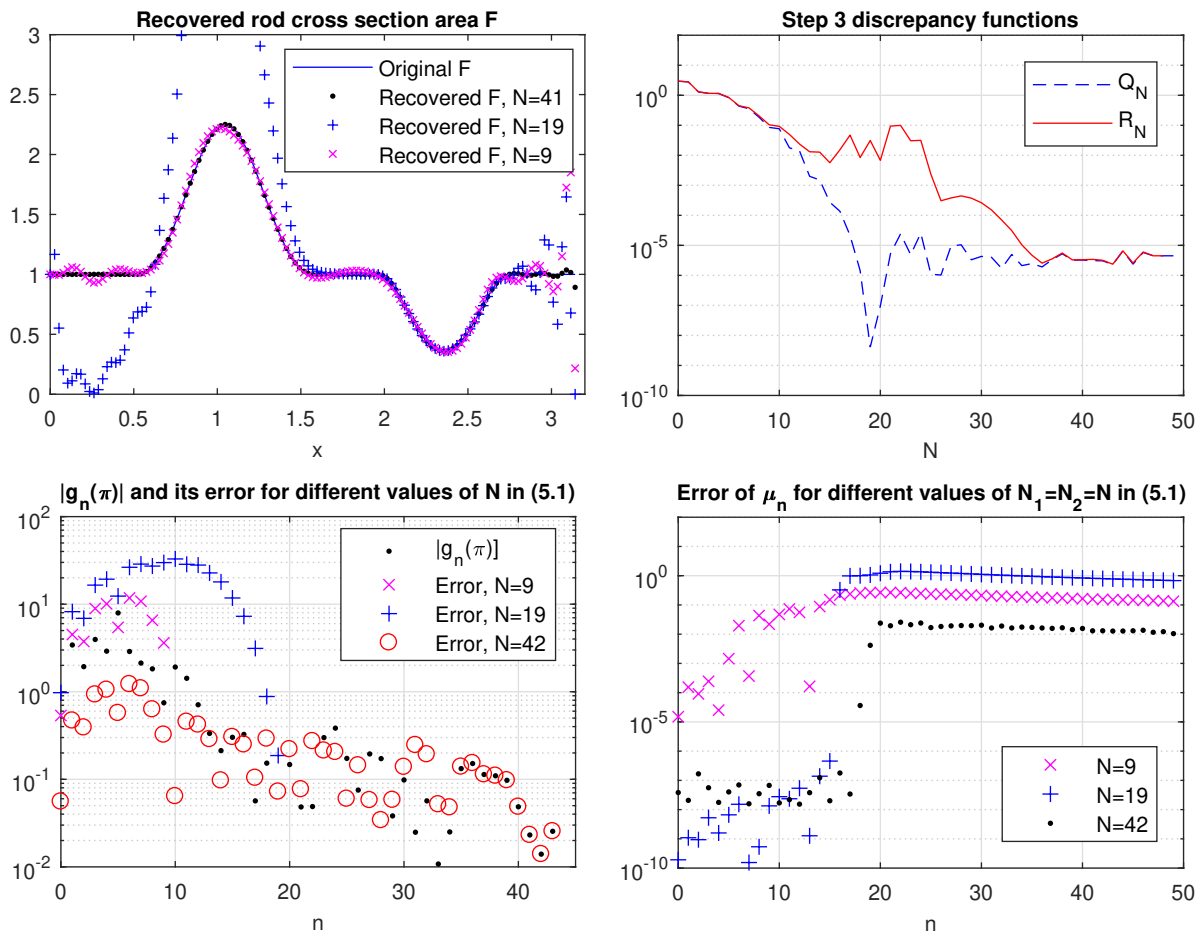 Recovered rod cross section area F
3
2.5
2
1.5
1
0.5
0
0 0.5 1 1.5 2 2.5 3
x
Original F
Recovered F, N=41
Recovered F, N=19
Recovered F, N=9
Step 3 discrepancy functions
10^0
10^-5
10^-10
0 10 20 30 40 50
N
Q_N
R_N
|g_n(π)| and its error for different values of N in (5.1)
10^2
10^1
10^0
10^-1
10^-2
0 10 20 30 40
n
|g_n(π)]
Error, N=9
Error, N=19
Error, N=42
Error of μ_n for different values of N_1=N_2=N in (5.1)
10^0
10^-5
10^-10
0 10 20 30 40 50
n
N=9
N=19
N=42